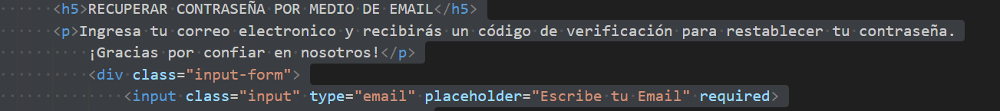 <h5>RECUPERAR CONTRASEÑA POR MEDIO DE EMAIL</h5>
<p>Ingresa tu correo electronico y recibirás un código de verificación para restablecer tu contraseña.
¡Gracias por confiar en nosotros!</p>
<div class="input-form">
<input class="input" type="email" placeholder="Escribe tu Email" required>